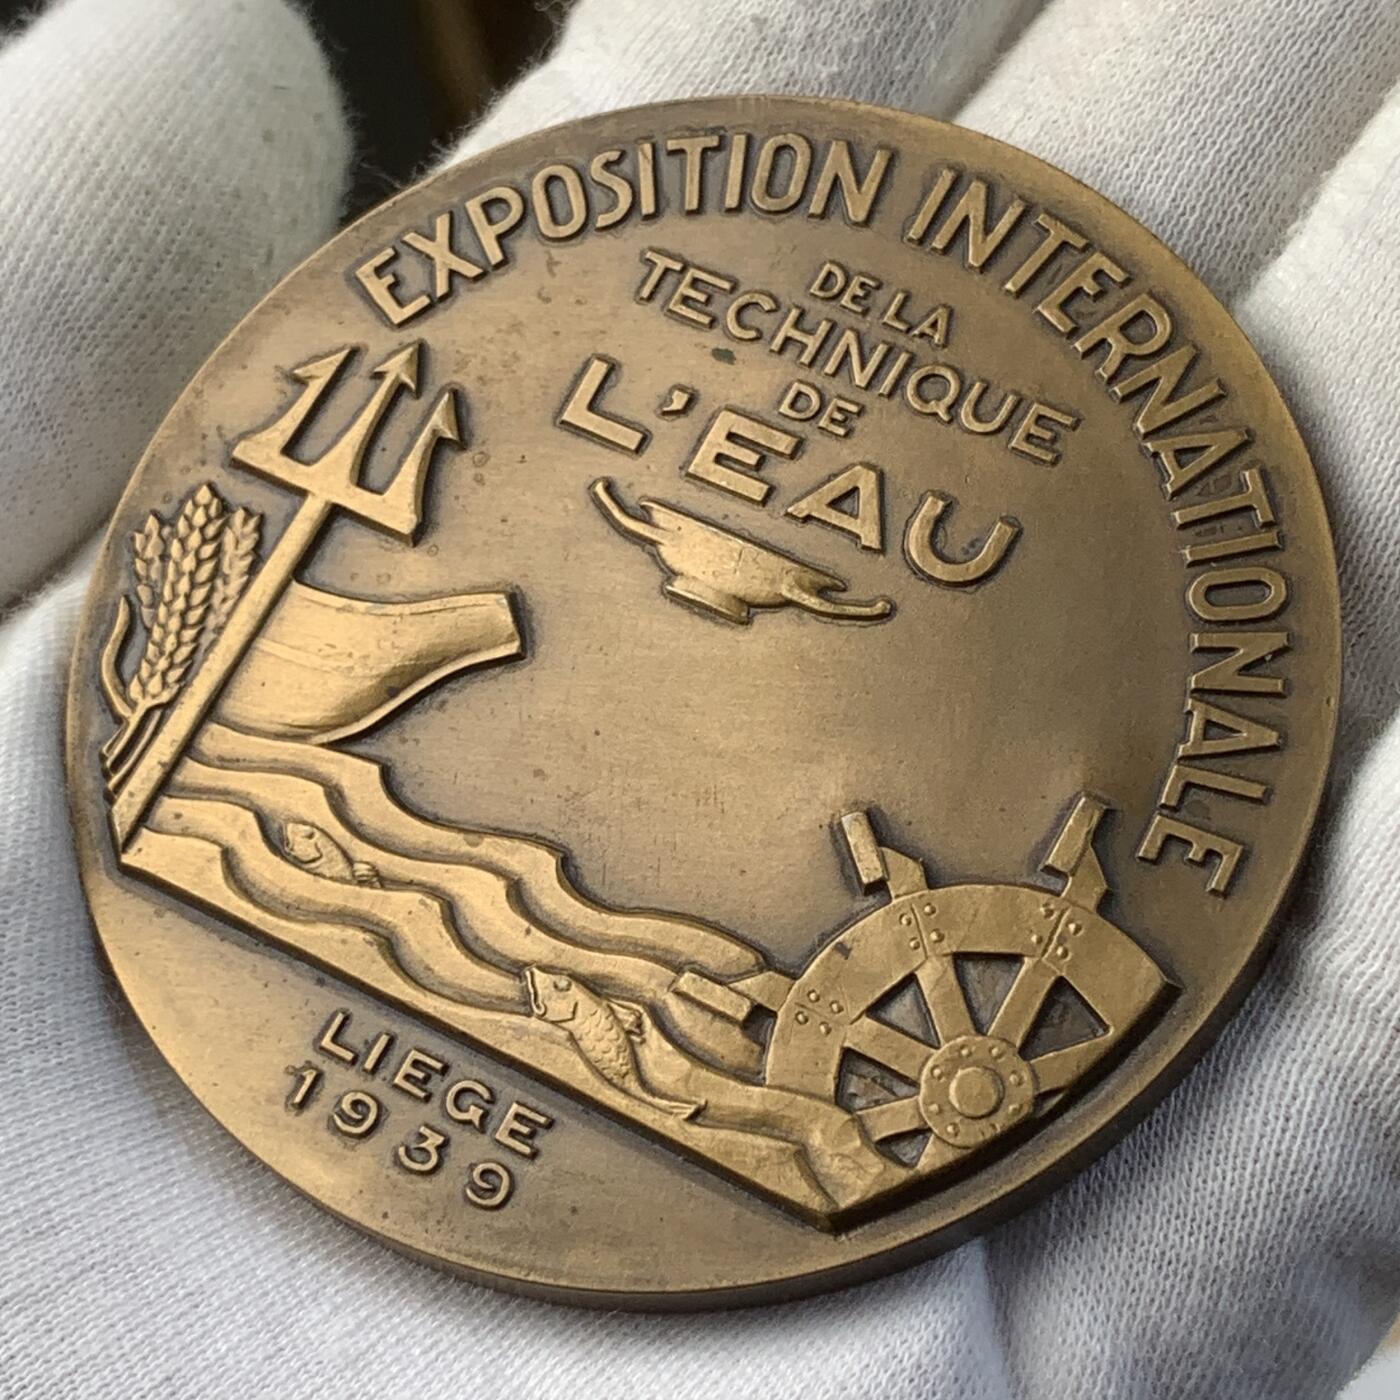 EXPOSITION INTERNATIONALE
DE LA
TECHNIQUE
DE
L'EAU
LIEGE
1939